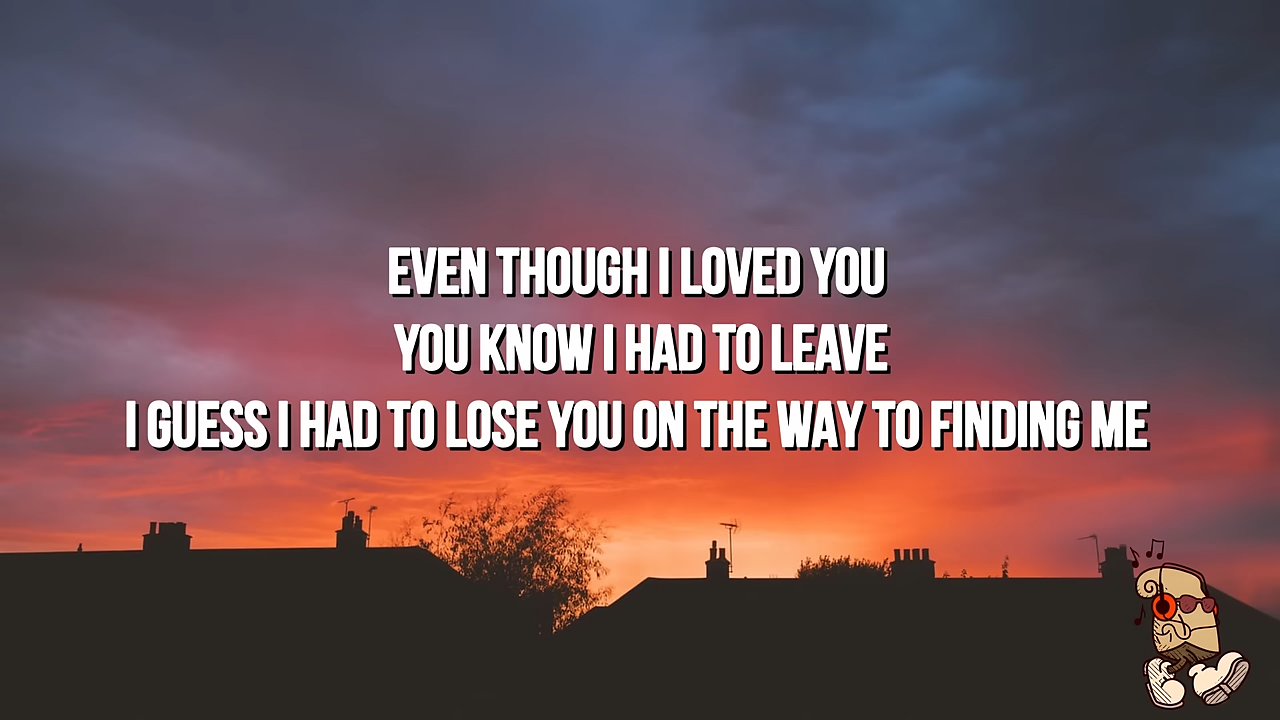 EVEN THOUGH I LOVED YOU
YOU KNOW I HAD TO LEAVE
I GUESS I HAD TO LOSE YOU ON THE WAY TO FINDING ME